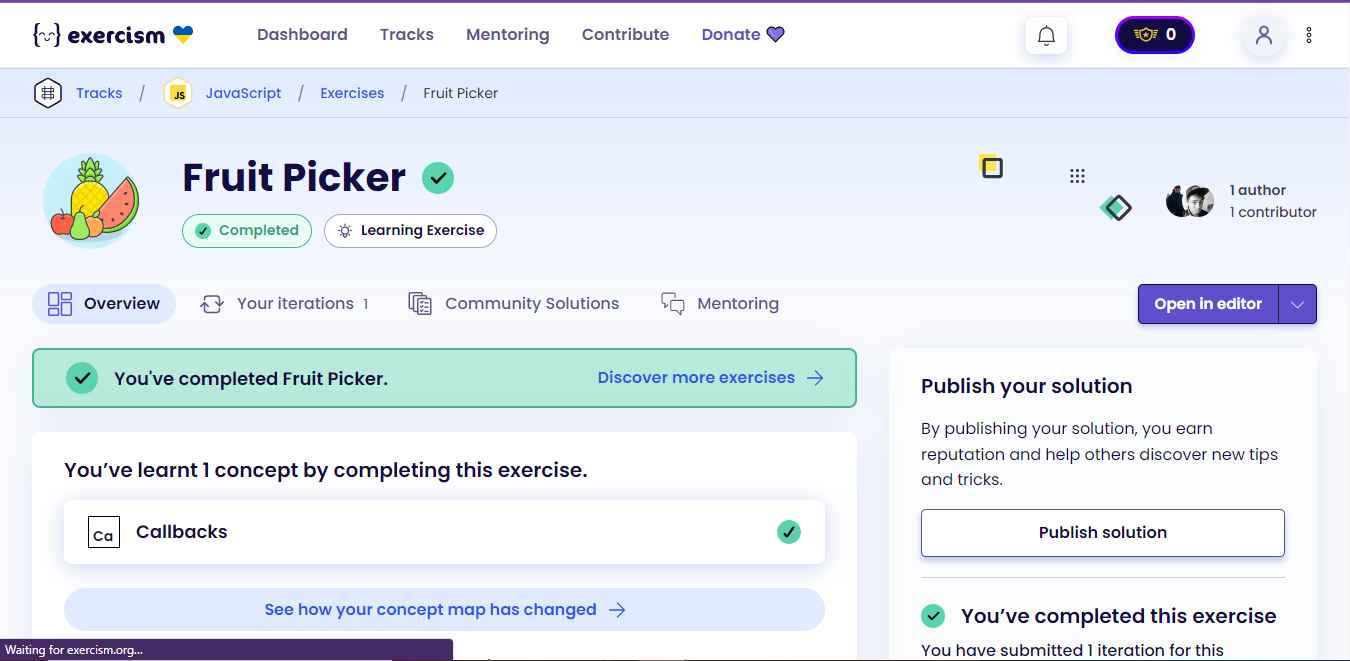 exercism
Dashboard
Tracks
Mentoring
Contribute
Donate
0
Tracks / JS JavaScript / Exercises / Fruit Picker
Fruit Picker
Completed
Learning Exercise
1 author
1 contributor
Overview
Your iterations 1
Community Solutions
Mentoring
Open in editor
You've completed Fruit Picker.
Discover more exercises
You’ve learnt 1 concept by completing this exercise.
Ca Callbacks
See how your concept map has changed
Publish your solution
By publishing your solution, you earn
reputation and help others discover new tips
and tricks.
Publish solution
You’ve completed this exercise
You have submitted 1 iteration for this
Waiting for exercism.org...